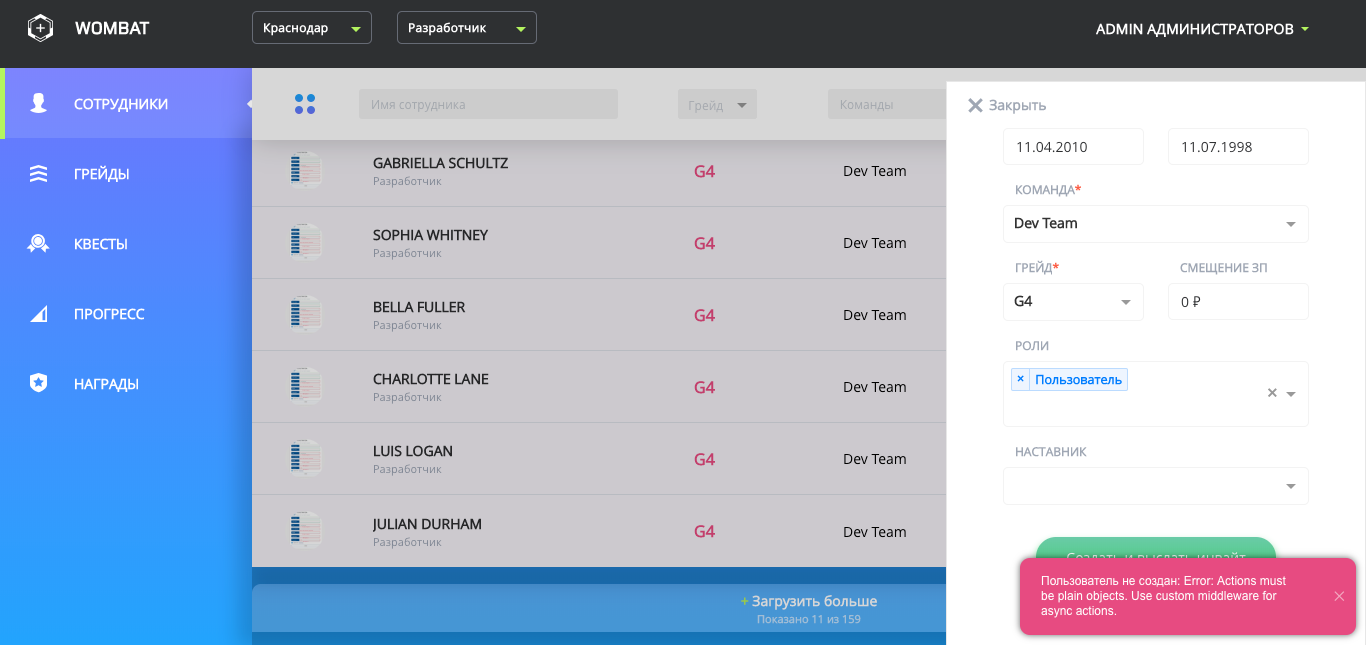 WOMBAT
Краснодар
Разработчик
ADMIN АДМИНИСТРАТОРОВ
СОТРУДНИКИ
ГРЕЙДЫ
КВЕСТЫ
ПРОГРЕСС
НАГРАДЫ
Имя сотрудника
Грейд
Команды
GABRIELLA SCHULTZ
Разработчик
G4
Dev Team
SOPHIA WHITNEY
Разработчик
G4
Dev Team
BELLA FULLER
Разработчик
G4
Dev Team
CHARLOTTE LANE
Разработчик
G4
Dev Team
LUIS LOGAN
Разработчик
G4
Dev Team
JULIAN DURHAM
Разработчик
G4
Dev Team
+ Загрузить больше
Показано 11 из 159
Закрыть
11.04.2010
11.07.1998
КОМАНДА*
Dev Team
ГРЕЙД*
СМЕЩЕНИЕ ЗП
G4
0 ₽
РОЛИ
× Пользователь
×
НАСТАВНИК
Создать и выслать инвайт
Пользователь не создан: Error: Actions must
be plain objects. Use custom middleware for
async actions.